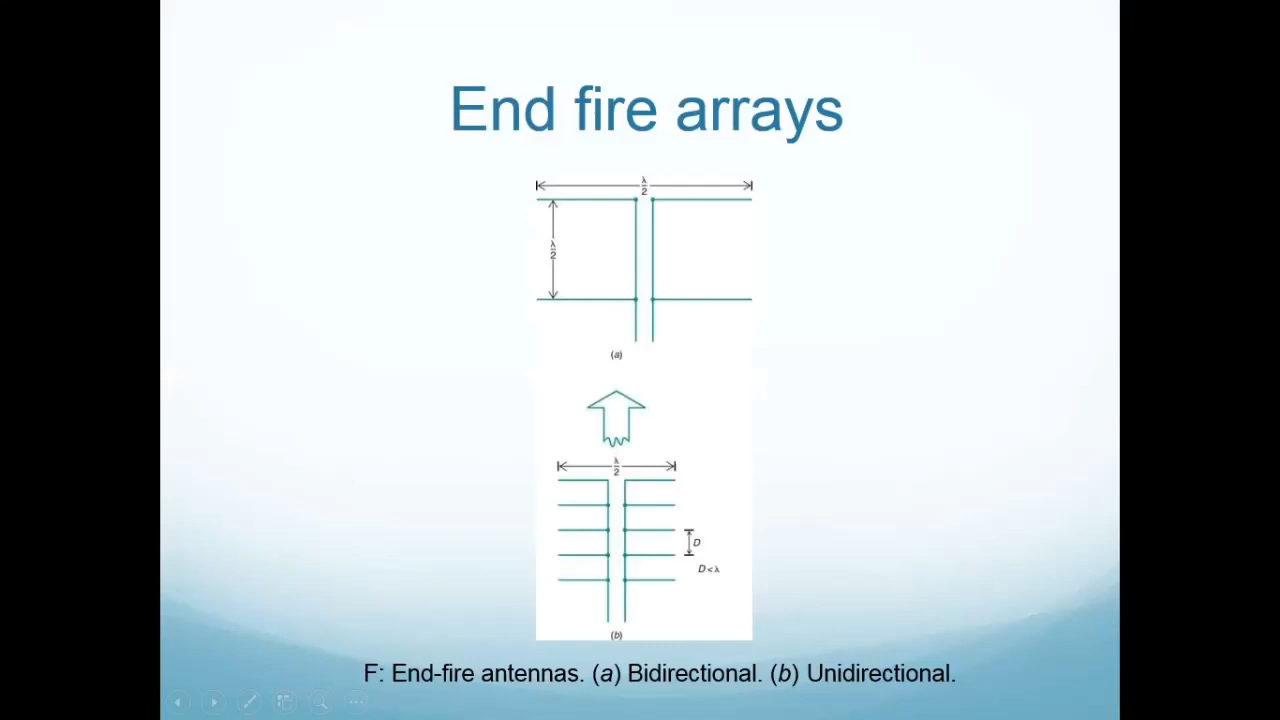 End fire arrays
λ
2
λ
2
(a)
λ
2
D
D < λ
(b)
F: End-fire antennas. (a) Bidirectional. (b) Unidirectional.